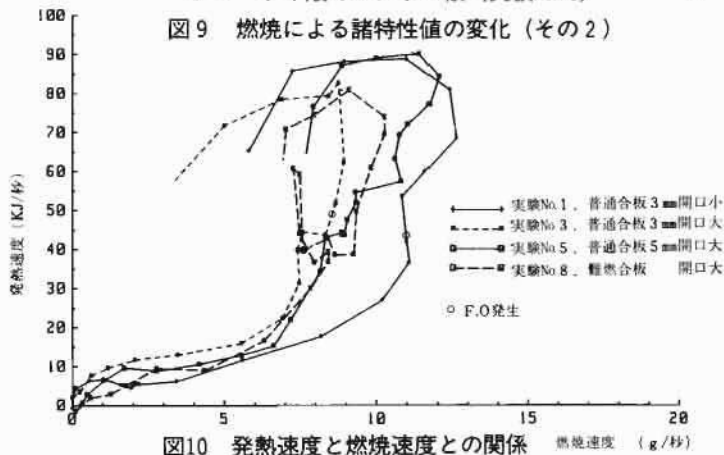 図9 燃焼による諸特性値の変化 (その2)
100
90
80
70
60
50
40
30
20
10
0
発熱速度 (KJ/秒)
実験No.1、普通合板3㎜開口小
実験No.3、普通合板3㎜開口大
実験No.5、普通合板5㎜開口大
実験No.8、難燃合板 開口大
F.O発生
0 5 10 15 20
図10 発熱速度と燃焼速度との関係 燃焼速度 (g/秒)